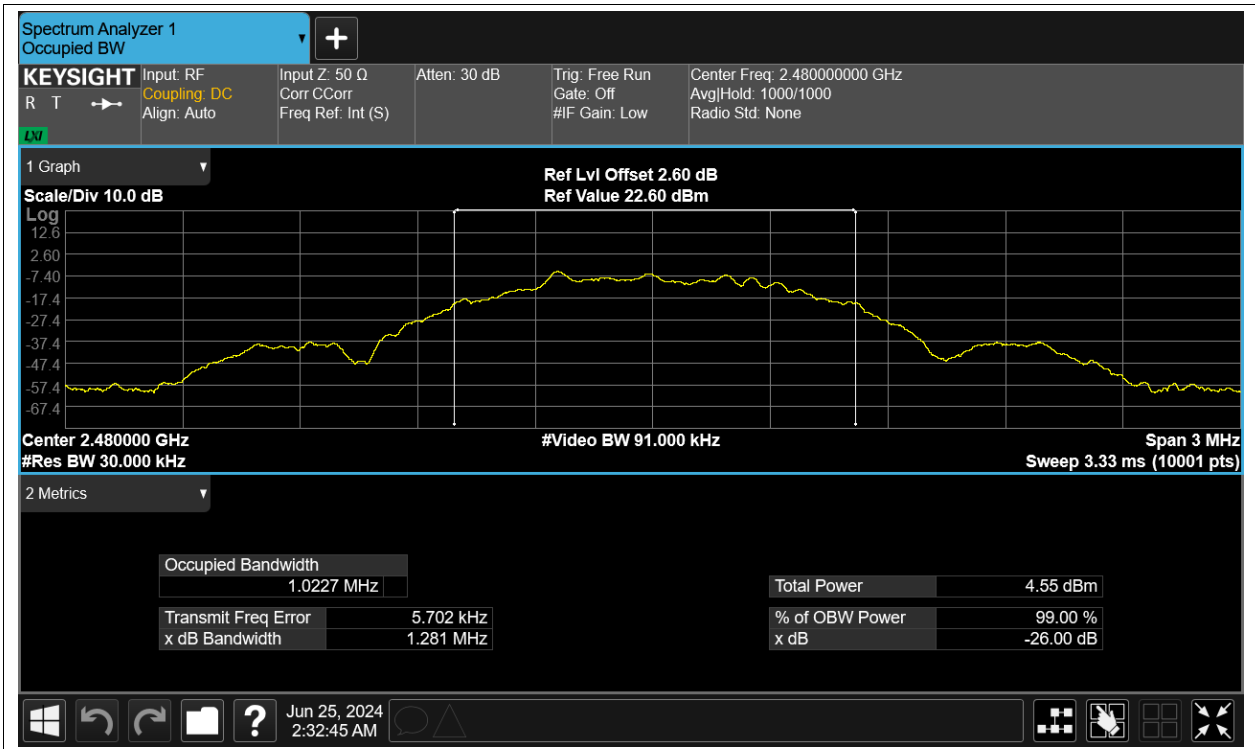 Spectrum Analyzer 1
Occupied BW
KEYSIGHT
R T
LXI
Input: RF
Coupling: DC
Align: Auto
Input Z: 50 Ω
Corr CCorr
Freq Ref: Int (S)
Atten: 30 dB
Trig: Free Run
Gate: Off
#IF Gain: Low
Center Freq: 2.480000000 GHz
Avg|Hold: 1000/1000
Radio Std: None
1 Graph
Scale/Div 10.0 dB
Ref Lvl Offset 2.60 dB
Ref Value 22.60 dBm
Log
12.6
2.60
-7.40
-17.4
-27.4
-37.4
-47.4
-57.4
-67.4
Center 2.480000 GHz
#Res BW 30.000 kHz
#Video BW 91.000 kHz
Span 3 MHz
Sweep 3.33 ms (10001 pts)
2 Metrics
Occupied Bandwidth
1.0227 MHz
Transmit Freq Error 5.702 kHz
x dB Bandwidth 1.281 MHz
Total Power 4.55 dBm
% of OBW Power 99.00 %
x dB -26.00 dB
?
Jun 25, 2024
2:32:45 AM